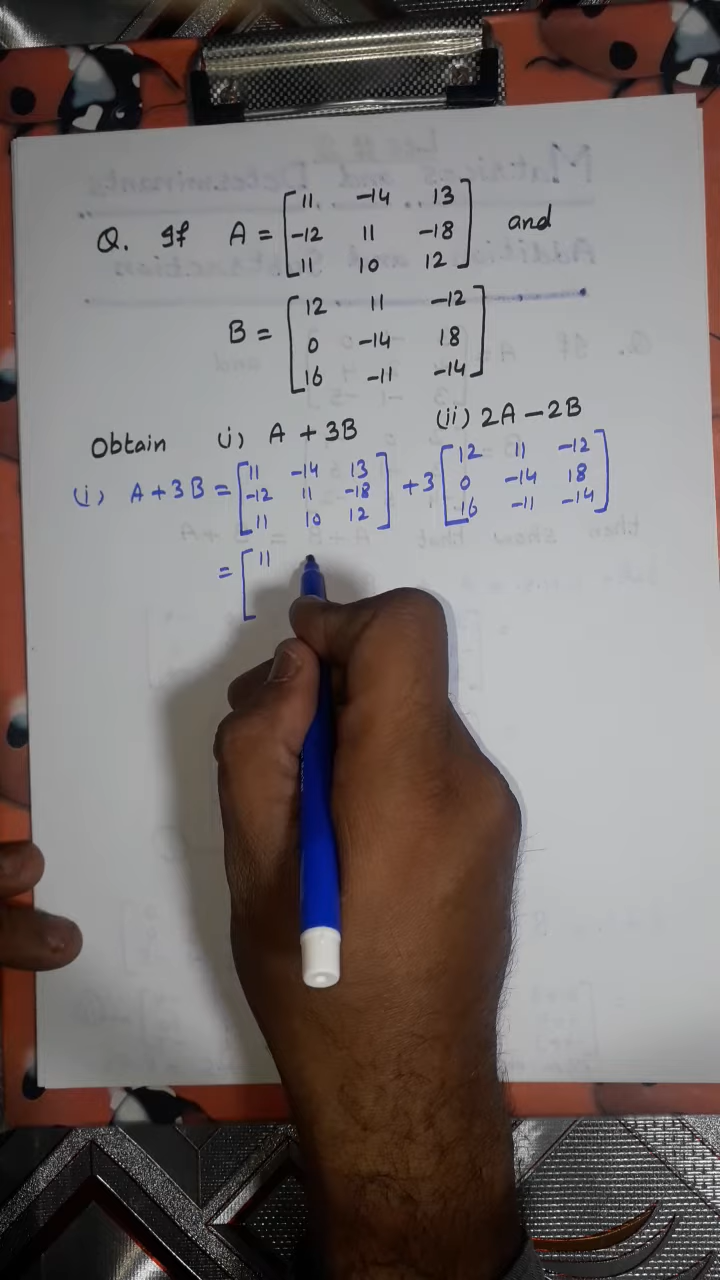 Q. If A = [11 -14 13
-12 11 -18
11 10 12] and
B = [12 11 -12
0 -14 18
16 -11 -14]
Obtain (i) A + 3B (ii) 2A - 2B
(i) A + 3B = [11 -14 13
-12 11 -18
11 10 12] + 3 [12 11 -12
0 -14 18
16 -11 -14]
= [11